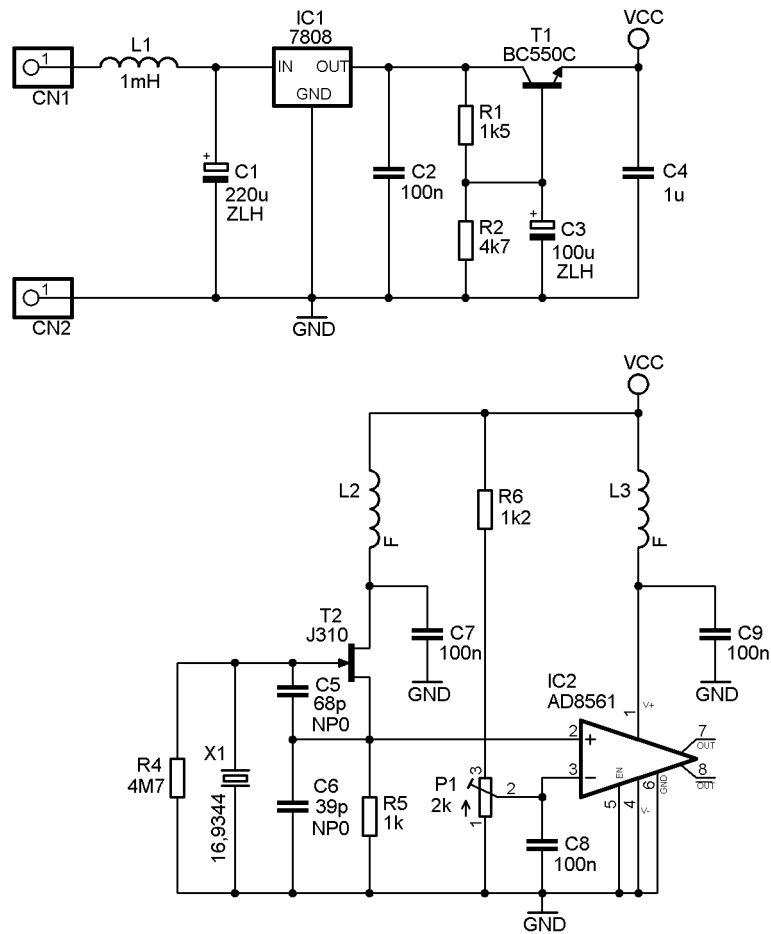 VCC
IC1
7808
T1
BC550C
L1
1mH
1
IN
OUT
GND
CN1
R1
1k5
+
C1
220u
ZLH
C2
100n
C4
1u
R2
4k7
+
C3
100u
ZLH
1
CN2
GND
VCC
L2
F
R6
1k2
L3
F
T2
J310
C7
100n
GND
C9
100n
GND
C5
68p
NP0
IC2
AD8561
1
V+
2
+
7
OUT
3
-
8
OUT
X1
16,9344
R4
4M7
C6
39p
NP0
R5
1k
P1
2k
3
2
1
EN
5
4
V-
6
GND
C8
100n
GND